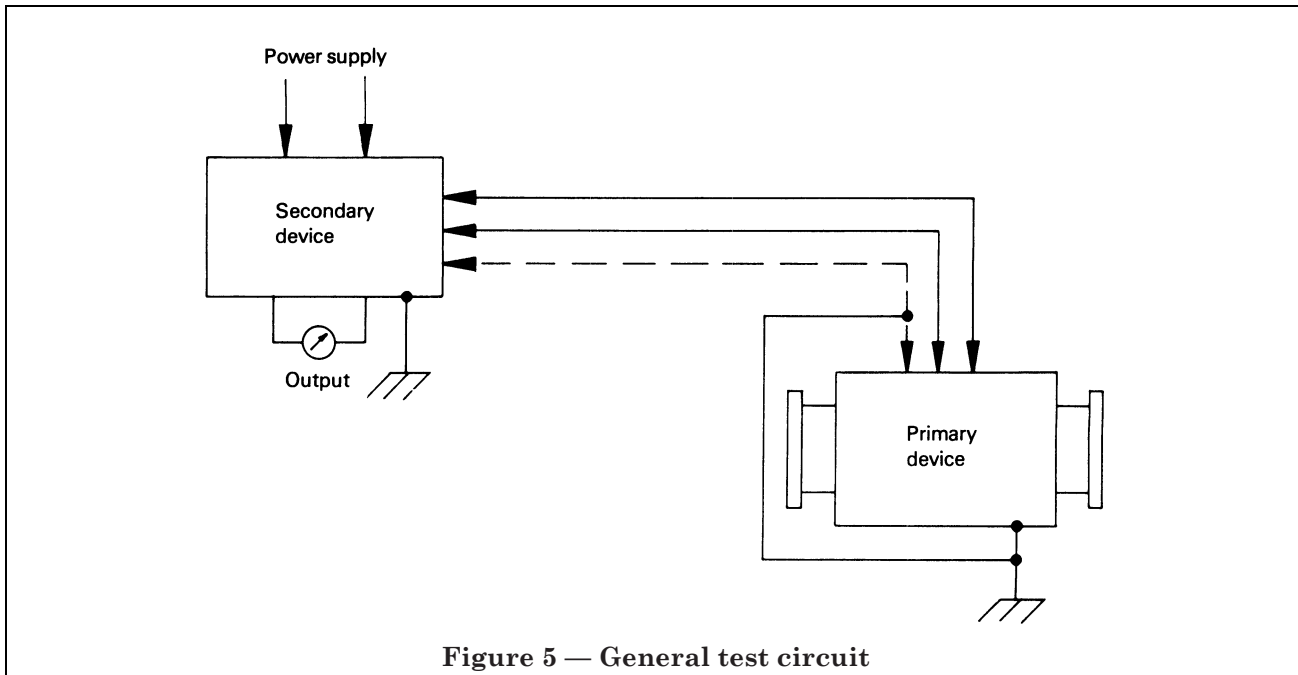 Power supply
Secondary
device
Output
Primary
device
Figure 5 — General test circuit